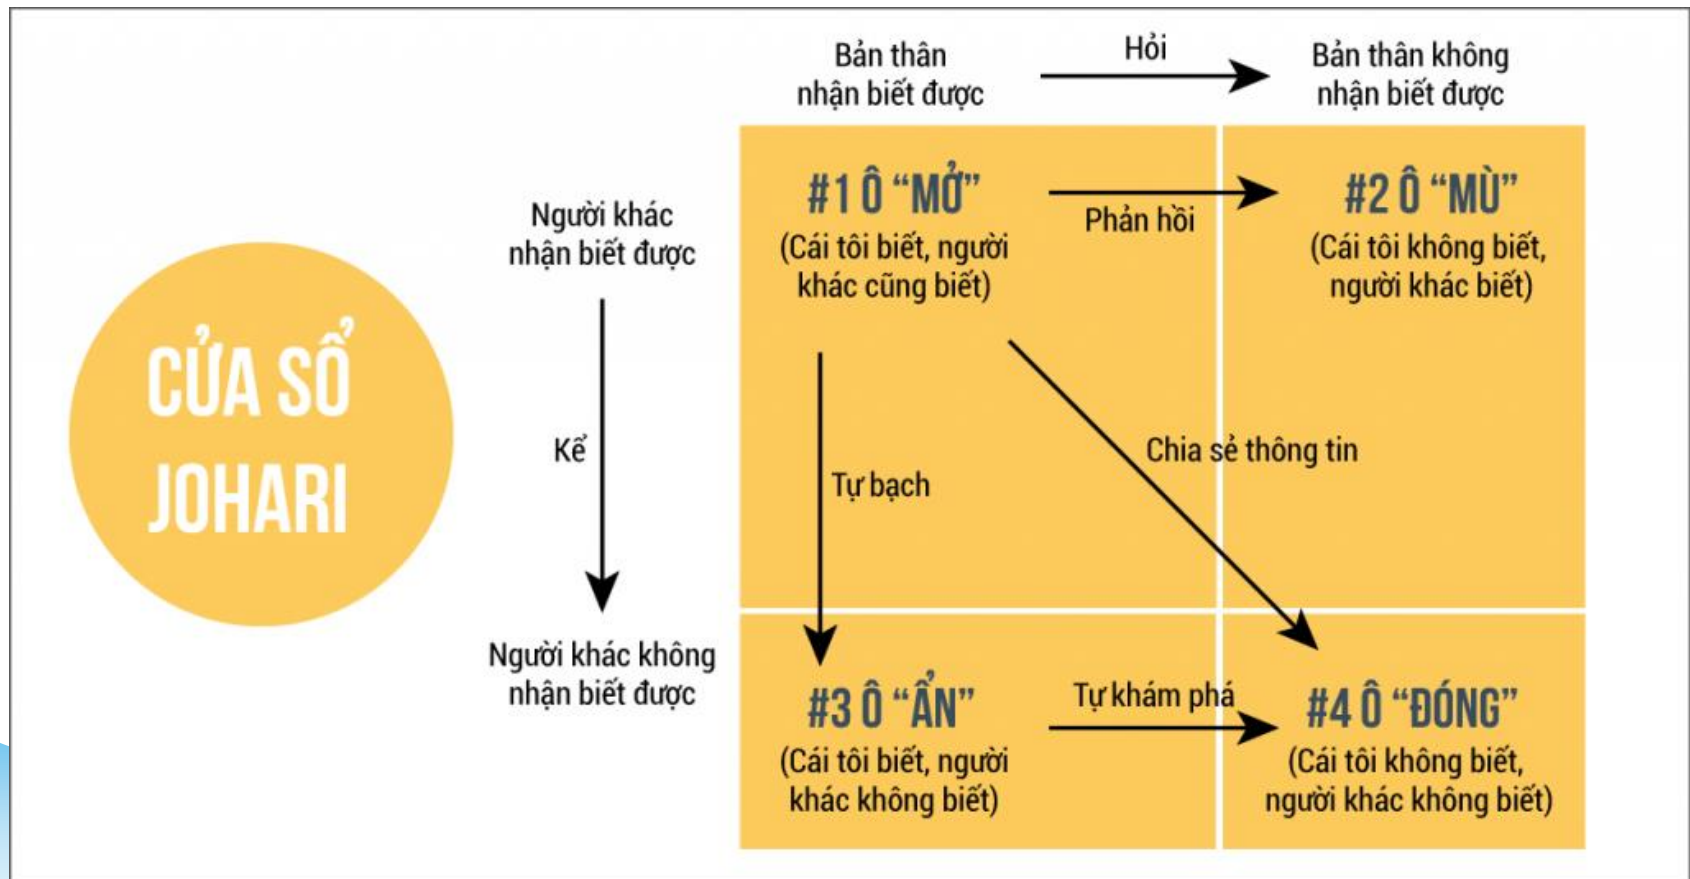 Bản thân
nhận biết được
Hỏi
Bản thân không
nhận biết được
Người khác
nhận biết được
#1 Ô “MỞ”
(Cái tôi biết, người
khác cũng biết)
Phản hồi
#2 Ô “MÙ”
(Cái tôi không biết,
người khác biết)
CỬA SỔ
JOHARI
Kể
Tự bạch
Chia sẻ thông tin
Người khác không
nhận biết được
#3 Ô “ẨN”
(Cái tôi biết, người
khác không biết)
Tự khám phá
#4 Ô “ĐÓNG”
(Cái tôi không biết,
người khác không biết)